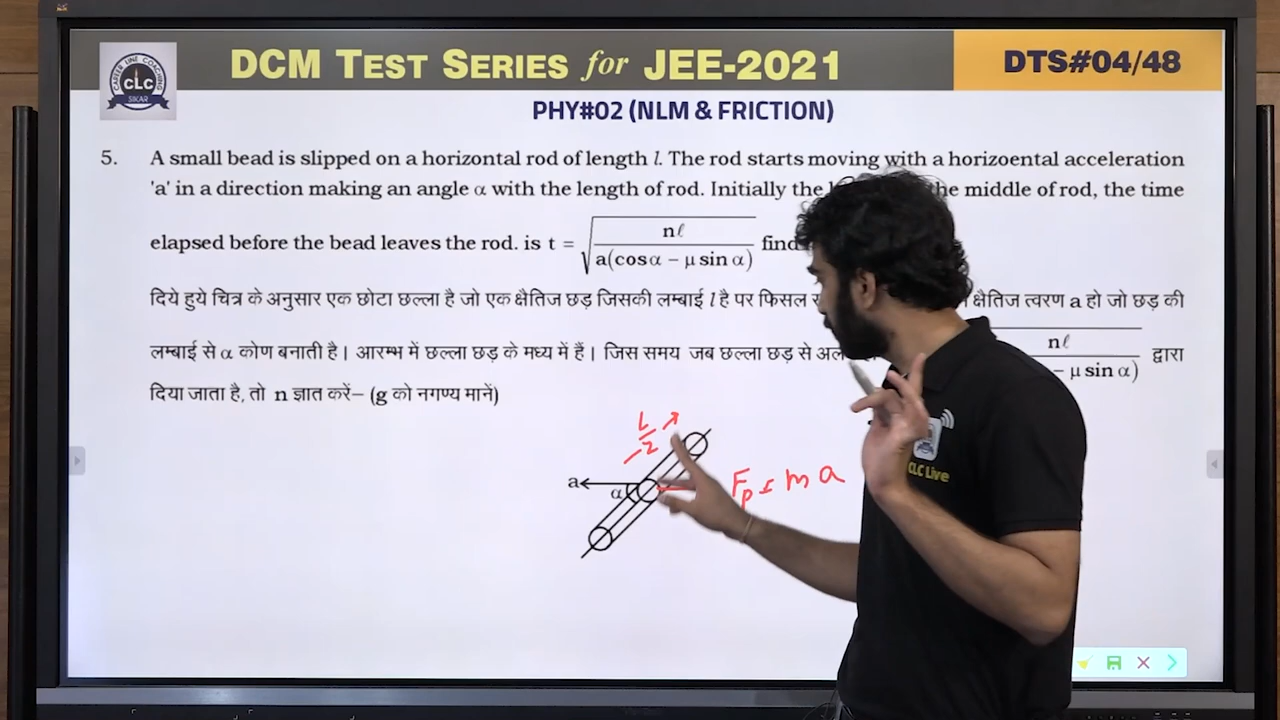 DCM TEST SERIES for JEE-2021
DTS#04/48
CAREER LINE COACHING
CLC
SIKAR
PHY#02 (NLM & FRICTION)
5. A small bead is slipped on a horizontal rod of length l. The rod starts moving with a horizoental acceleration
'a' in a direction making an angle α with the length of rod. Initially the he middle of rod, the time
elapsed before the bead leaves the rod. is t = √(nℓ / a(cosα − μ sin α)) find
दिये हुये चित्र के अनुसार एक छोटा छल्ला है जो एक क्षैतिज छड़ जिसकी लम्बाई l है पर फिसल क्षैतिज त्वरण a हो जो छड़ की
लम्बाई से α कोण बनाती है। आरम्भ में छल्ला छड़ के मध्य में हैं। जिस समय जब छल्ला छड़ से nℓ / − μ sin α) द्वारा
दिया जाता है, तो n ज्ञात करें– (g को नगण्य मानें)
l/2
a
α
Fp = ma
CLC Live